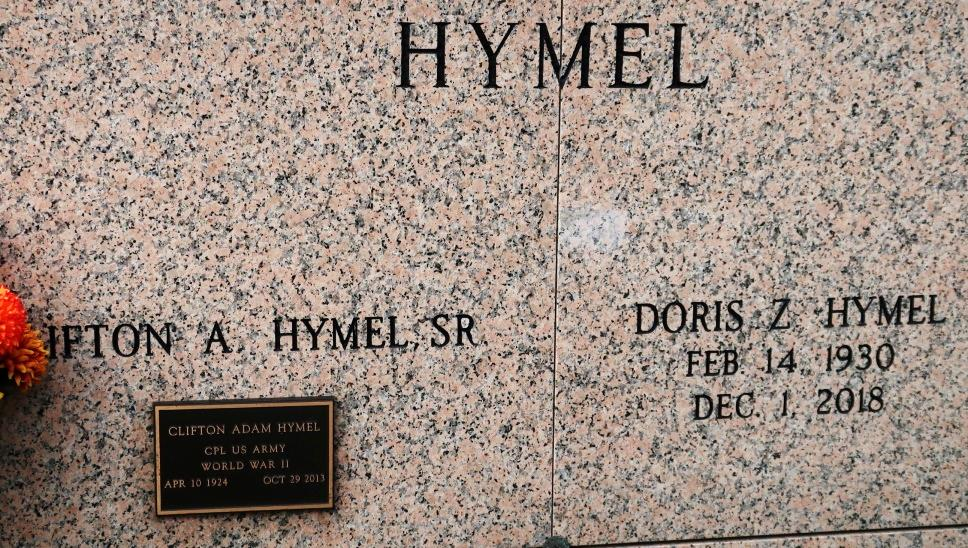 HYMEL
IFTON A. HYMEL, SR.
CLIFTON ADAM HYMEL
CPL US ARMY
WORLD WAR II
APR 10 1924 OCT 29 2013
DORIS Z. HYMEL
FEB. 14, 1930
DEC. 1, 2018